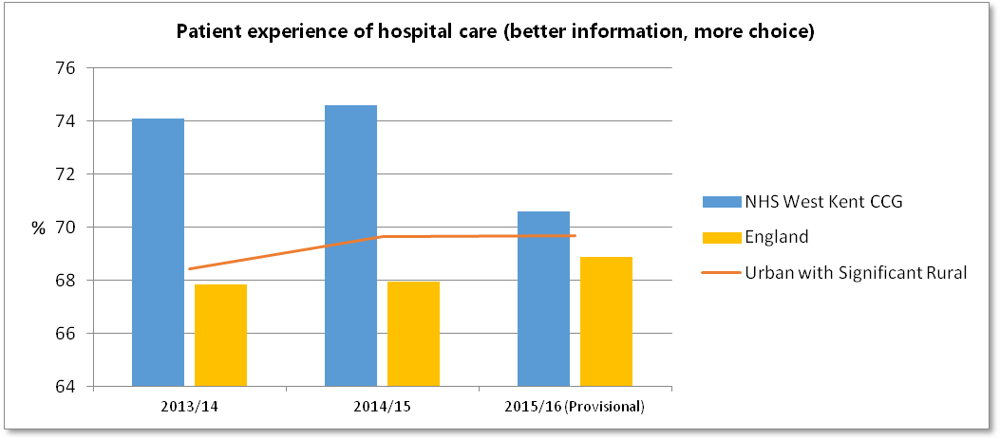 Patient experience of hospital care (better information, more choice)
76
74
72
70
68
66
64
%
2013/14
2014/15
2015/16 (Provisional)
NHS West Kent CCG
England
Urban with Significant Rural